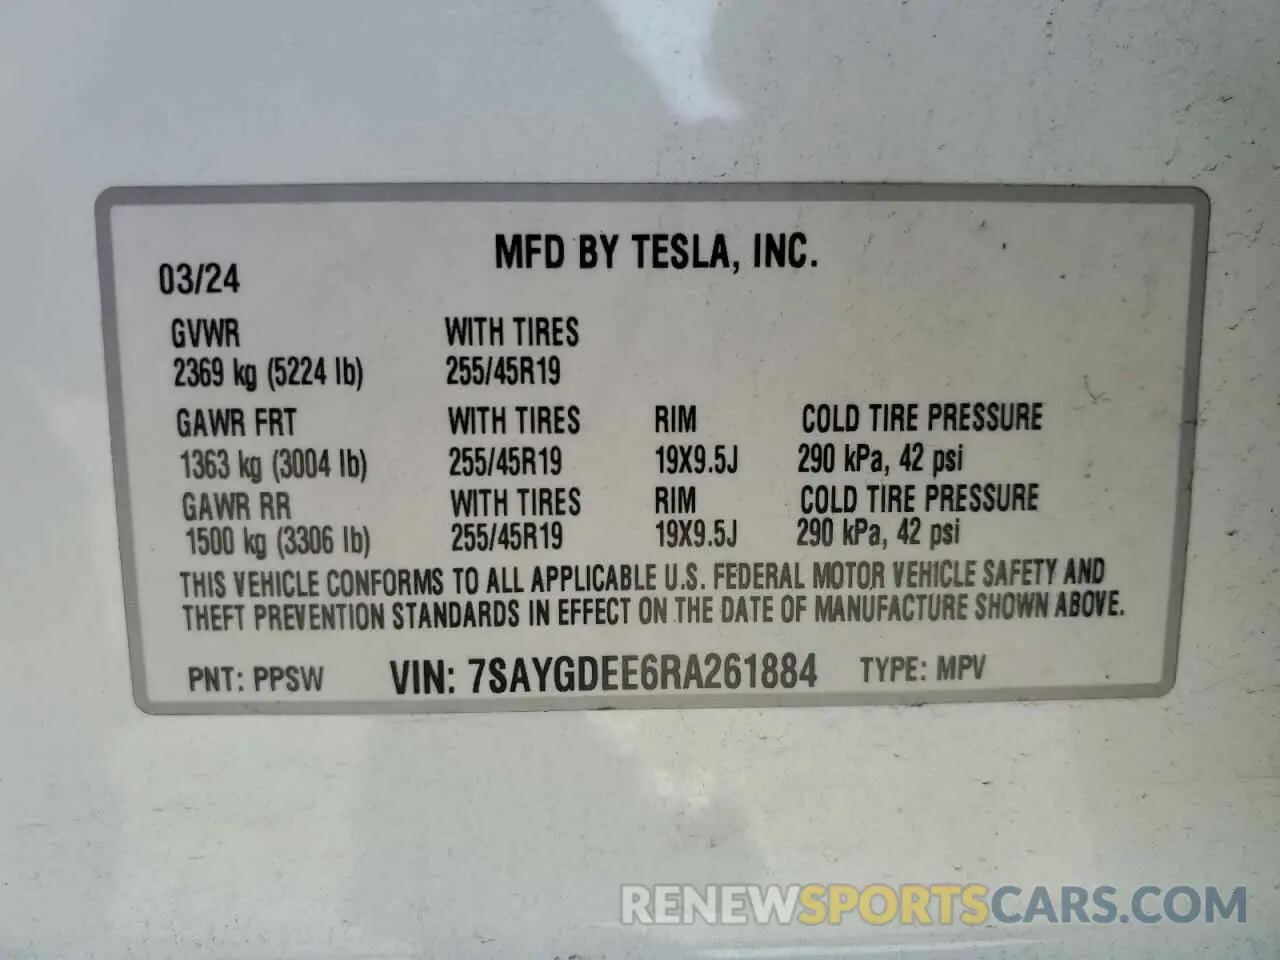 MFD BY TESLA, INC.
03/24
GVWR WITH TIRES
2369 kg (5224 lb) 255/45R19
GAWR FRT WITH TIRES RIM COLD TIRE PRESSURE
1363 kg (3004 lb) 255/45R19 19X9.5J 290 kPa, 42 psi
GAWR RR WITH TIRES RIM COLD TIRE PRESSURE
1500 kg (3306 lb) 255/45R19 19X9.5J 290 kPa, 42 psi
THIS VEHICLE CONFORMS TO ALL APPLICABLE U.S. FEDERAL MOTOR VEHICLE SAFETY AND
THEFT PREVENTION STANDARDS IN EFFECT ON THE DATE OF MANUFACTURE SHOWN ABOVE.
PNT: PPSW VIN: 7SAYGDEE6RA261884 TYPE: MPV
RENEWSPORTSCARS.COM